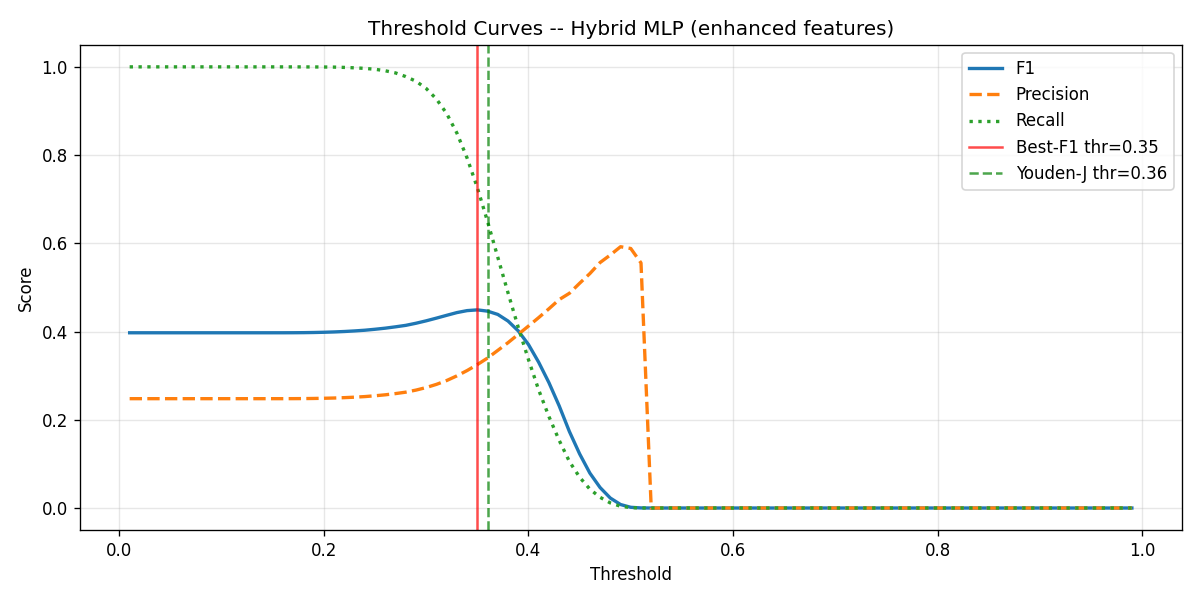 Threshold Curves -- Hybrid MLP (enhanced features)
F1
Precision
Recall
Best-F1 thr=0.35
Youden-J thr=0.36
Score
1.0
0.8
0.6
0.4
0.2
0.0
0.0 0.2 0.4 0.6 0.8 1.0
Threshold